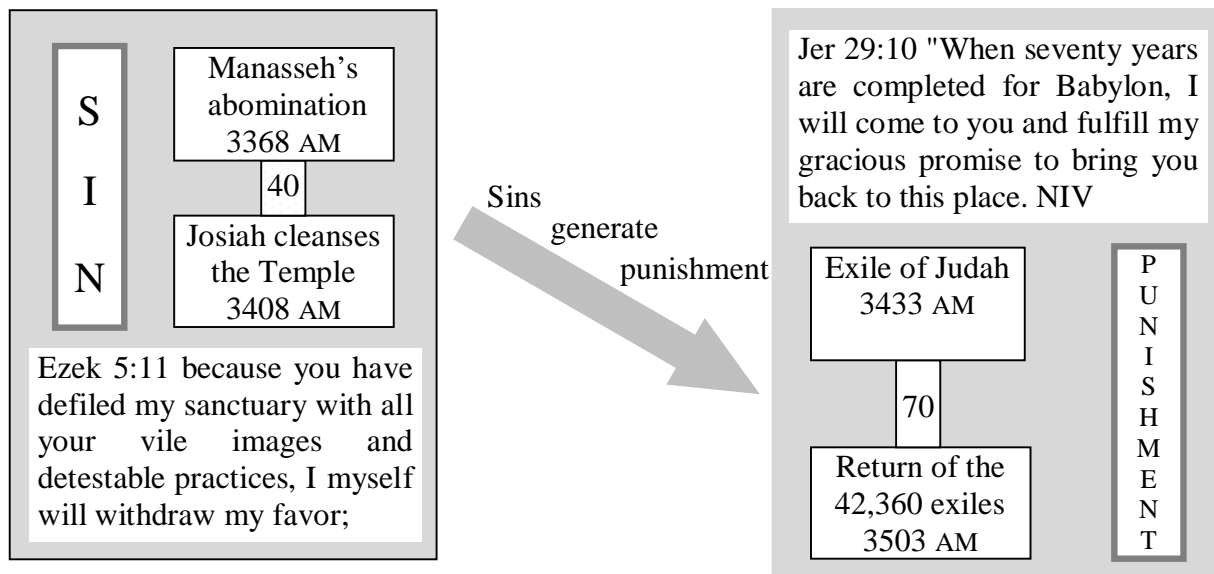 S
I
N
Manasseh's
abomination
3368 AM
40
Josiah cleanses
the Temple
3408 AM
Ezek 5:11 because you have
defiled my sanctuary with all
your vile images and
detestable practices, I myself
will withdraw my favor;
Sins
generate
punishment
Jer 29:10 "When seventy years
are completed for Babylon, I
will come to you and fulfill my
gracious promise to bring you
back to this place. NIV
Exile of Judah
3433 AM
70
Return of the
42,360 exiles
3503 AM
P
U
N
I
S
H
M
E
N
T